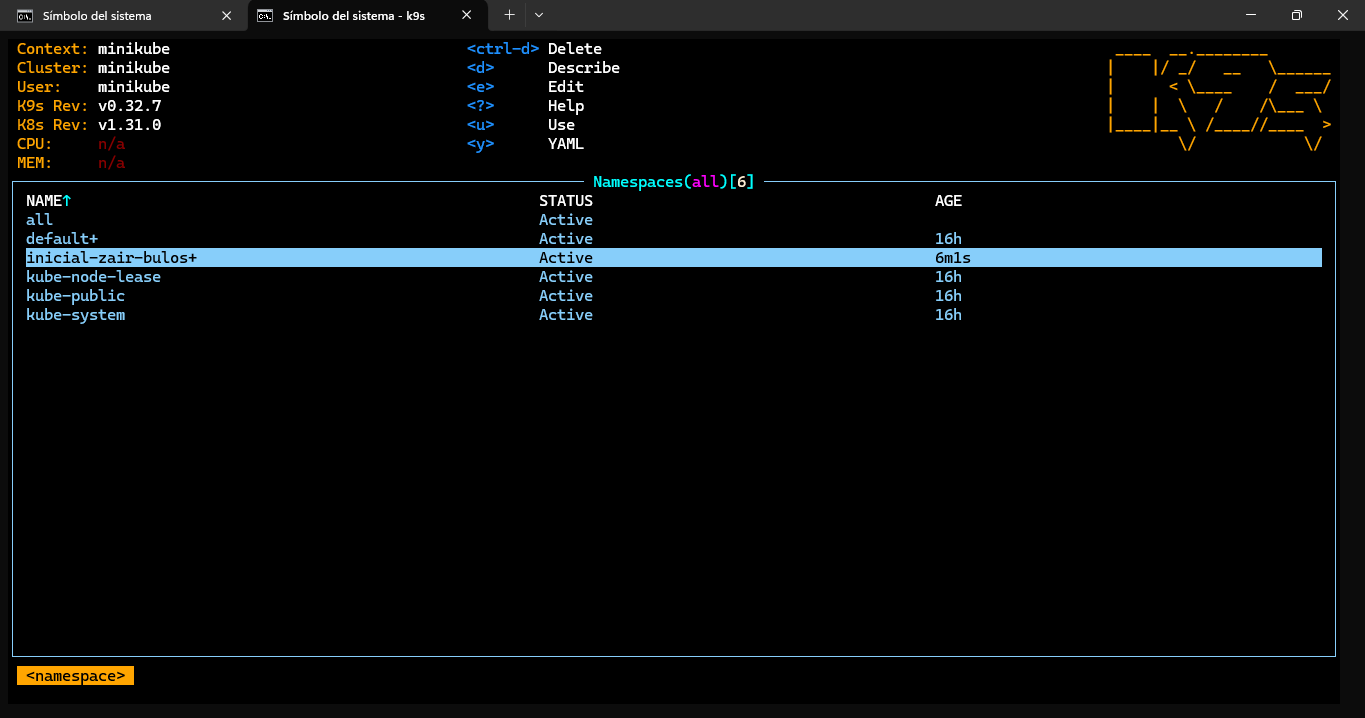 Símbolo del sistema
Símbolo del sistema - k9s
Context: minikube <ctrl-d> Delete
Cluster: minikube <d> Describe
User: minikube <e> Edit
K9s Rev: v0.32.7 <?> Help
K8s Rev: v1.31.0 <u> Use
CPU: n/a <y> YAML
MEM: n/a
Namespaces(all)[6]
NAME↑ STATUS AGE
all Active
default+ Active 16h
inicial-zair-bulos+ Active 6m1s
kube-node-lease Active 16h
kube-public Active 16h
kube-system Active 16h
<namespace>